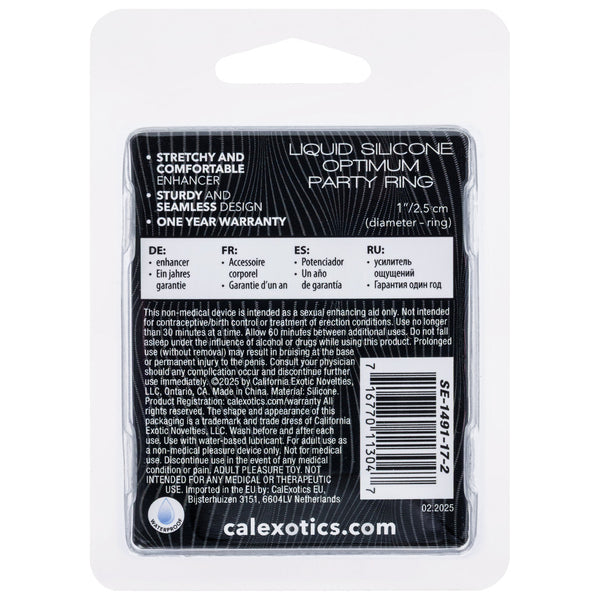 LIQUID SILICONE
OPTIMUM
PARTY RING
1"/2.5 cm
(diameter - ring)
• STRETCHY AND
COMFORTABLE
ENHANCER
• STURDY AND
SEAMLESS DESIGN
• ONE YEAR WARRANTY
DE:
• enhancer
• Ein jahres
garantie
FR:
• Accessoire
corporel
• Garantie d'un an
ES:
• Potenciador
• Un año
de garantía
RU:
• усилитель
ощущений
• Гарантия один год
This non-medical device is intended as a sexual enhancing aid only. Not intended
for contraceptive/birth control or treatment of erection conditions. Use no longer
than 30 minutes at a time. Allow 60 minutes between additional uses. Do not fall
asleep under the influence of alcohol or drugs while using this product. Prolonged
use (without removal) may result in bruising at the base
or permanent injury to the penis. Consult your physician
should any complication occur and discontinue further
use immediately. ©2025 by California Exotic Novelties,
LLC, Ontario, CA. Made in China. Material: Silicone.
Product Registration: calexotics.com/warranty All
rights reserved. The shape and appearance of this
packaging is a trademark and trade dress of California
Exotic Novelties, LLC. Wash before and after each
use. Use with water-based lubricant. For adult use as
a non-medical pleasure device only. Not for medical
use. Discontinue use in the event of any medical
condition or pain. ADULT PLEASURE TOY. NOT
INTENDED FOR ANY MEDICAL OR THERAPEUTIC
USE. Imported in the EU by: CalExotics EU,
Bijsterhuizen 3151, 6604LV Netherlands
7 16770 11304 7
SE-1491-17-2
02.2025
WATERPROOF
calexotics.com